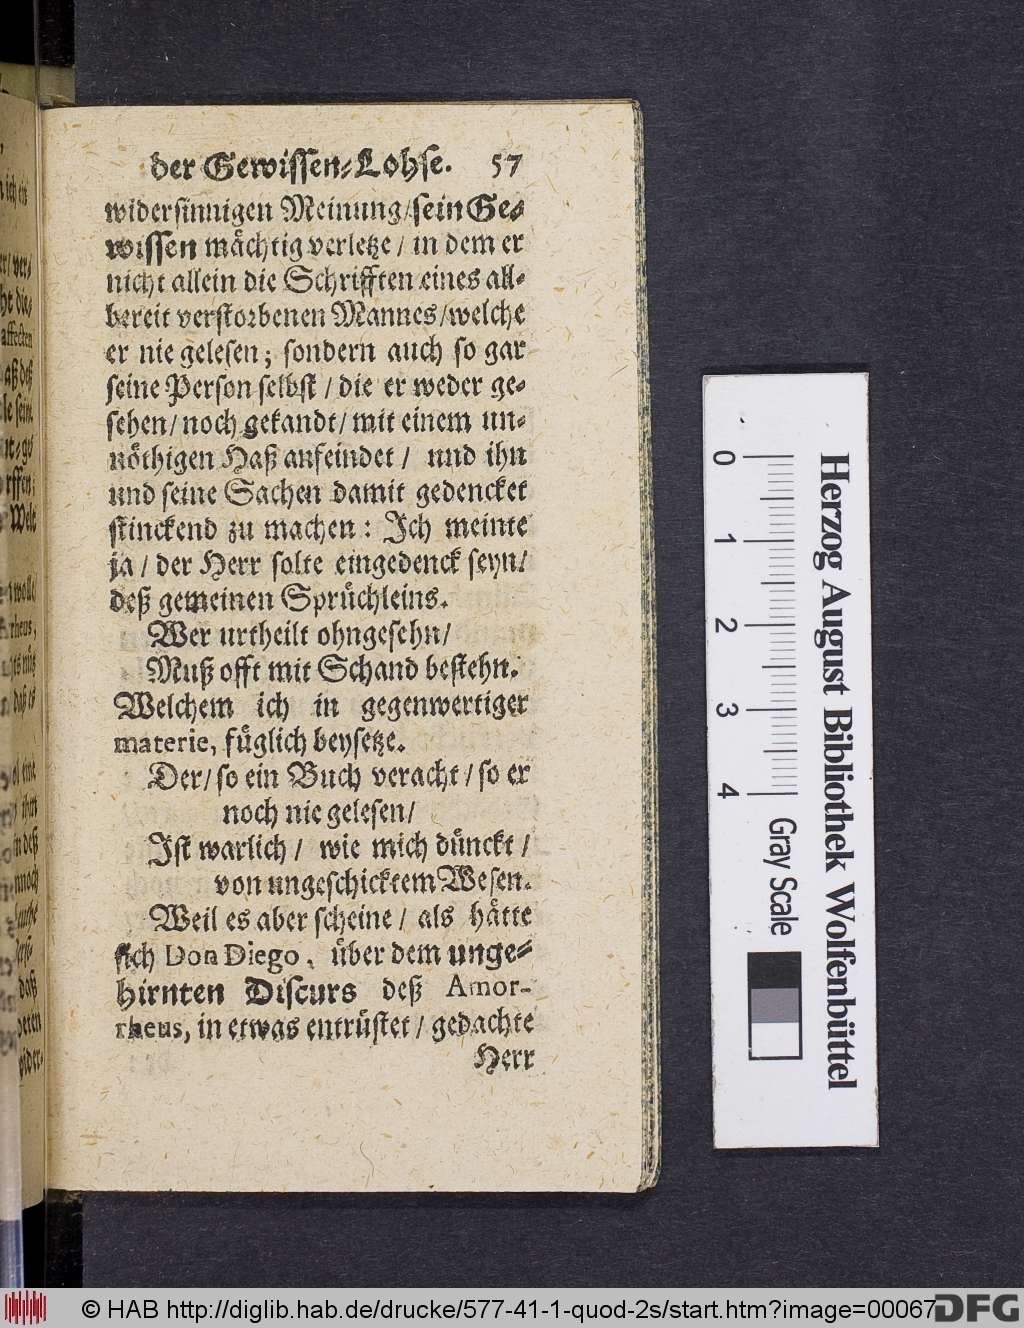 der Gewissen-Lohse. 57
widersinnigen Meinung/sein Ge-
wissen mächtig verletze / in dem er
nicht allein die Schrifften eines all-
bereit verstorbenen Mannes/welche
er nie gelesen; sondern auch so gar
seine Person selbst / die er weder ge-
sehen/ noch gekandt/ mit einem un-
nöthigen Haß anfeindet / und ihn
und seine Sachen damit gedencket
stinckend zu machen: Ich meinte
ja / der Herr solte eingedenck seyn/
deß gemeinen Sprüchleins.
Wer urtheilt ohngesehn/
Muß offt mit Schand bestehn.
Welchem ich in gegenwertiger
materie, füglich beysetze.
Der/ so ein Buch veracht / so er
noch nie gelesen/
Ist warlich / wie mich dünckt /
von ungeschicktem Wesen.
Weil es aber scheine / als hätte
sich Don Diego, über dem unge-
hirnten Discurs deß Amor-
rheus, in etwas entrüstet / gedachte
Herr
Herzog August Bibliothek Wolfenbüttel
0 1 2 3 4
Gray Scale
© HAB http://diglib.hab.de/drucke/577-41-1-quod-2s/start.htm?image=00067
DFG